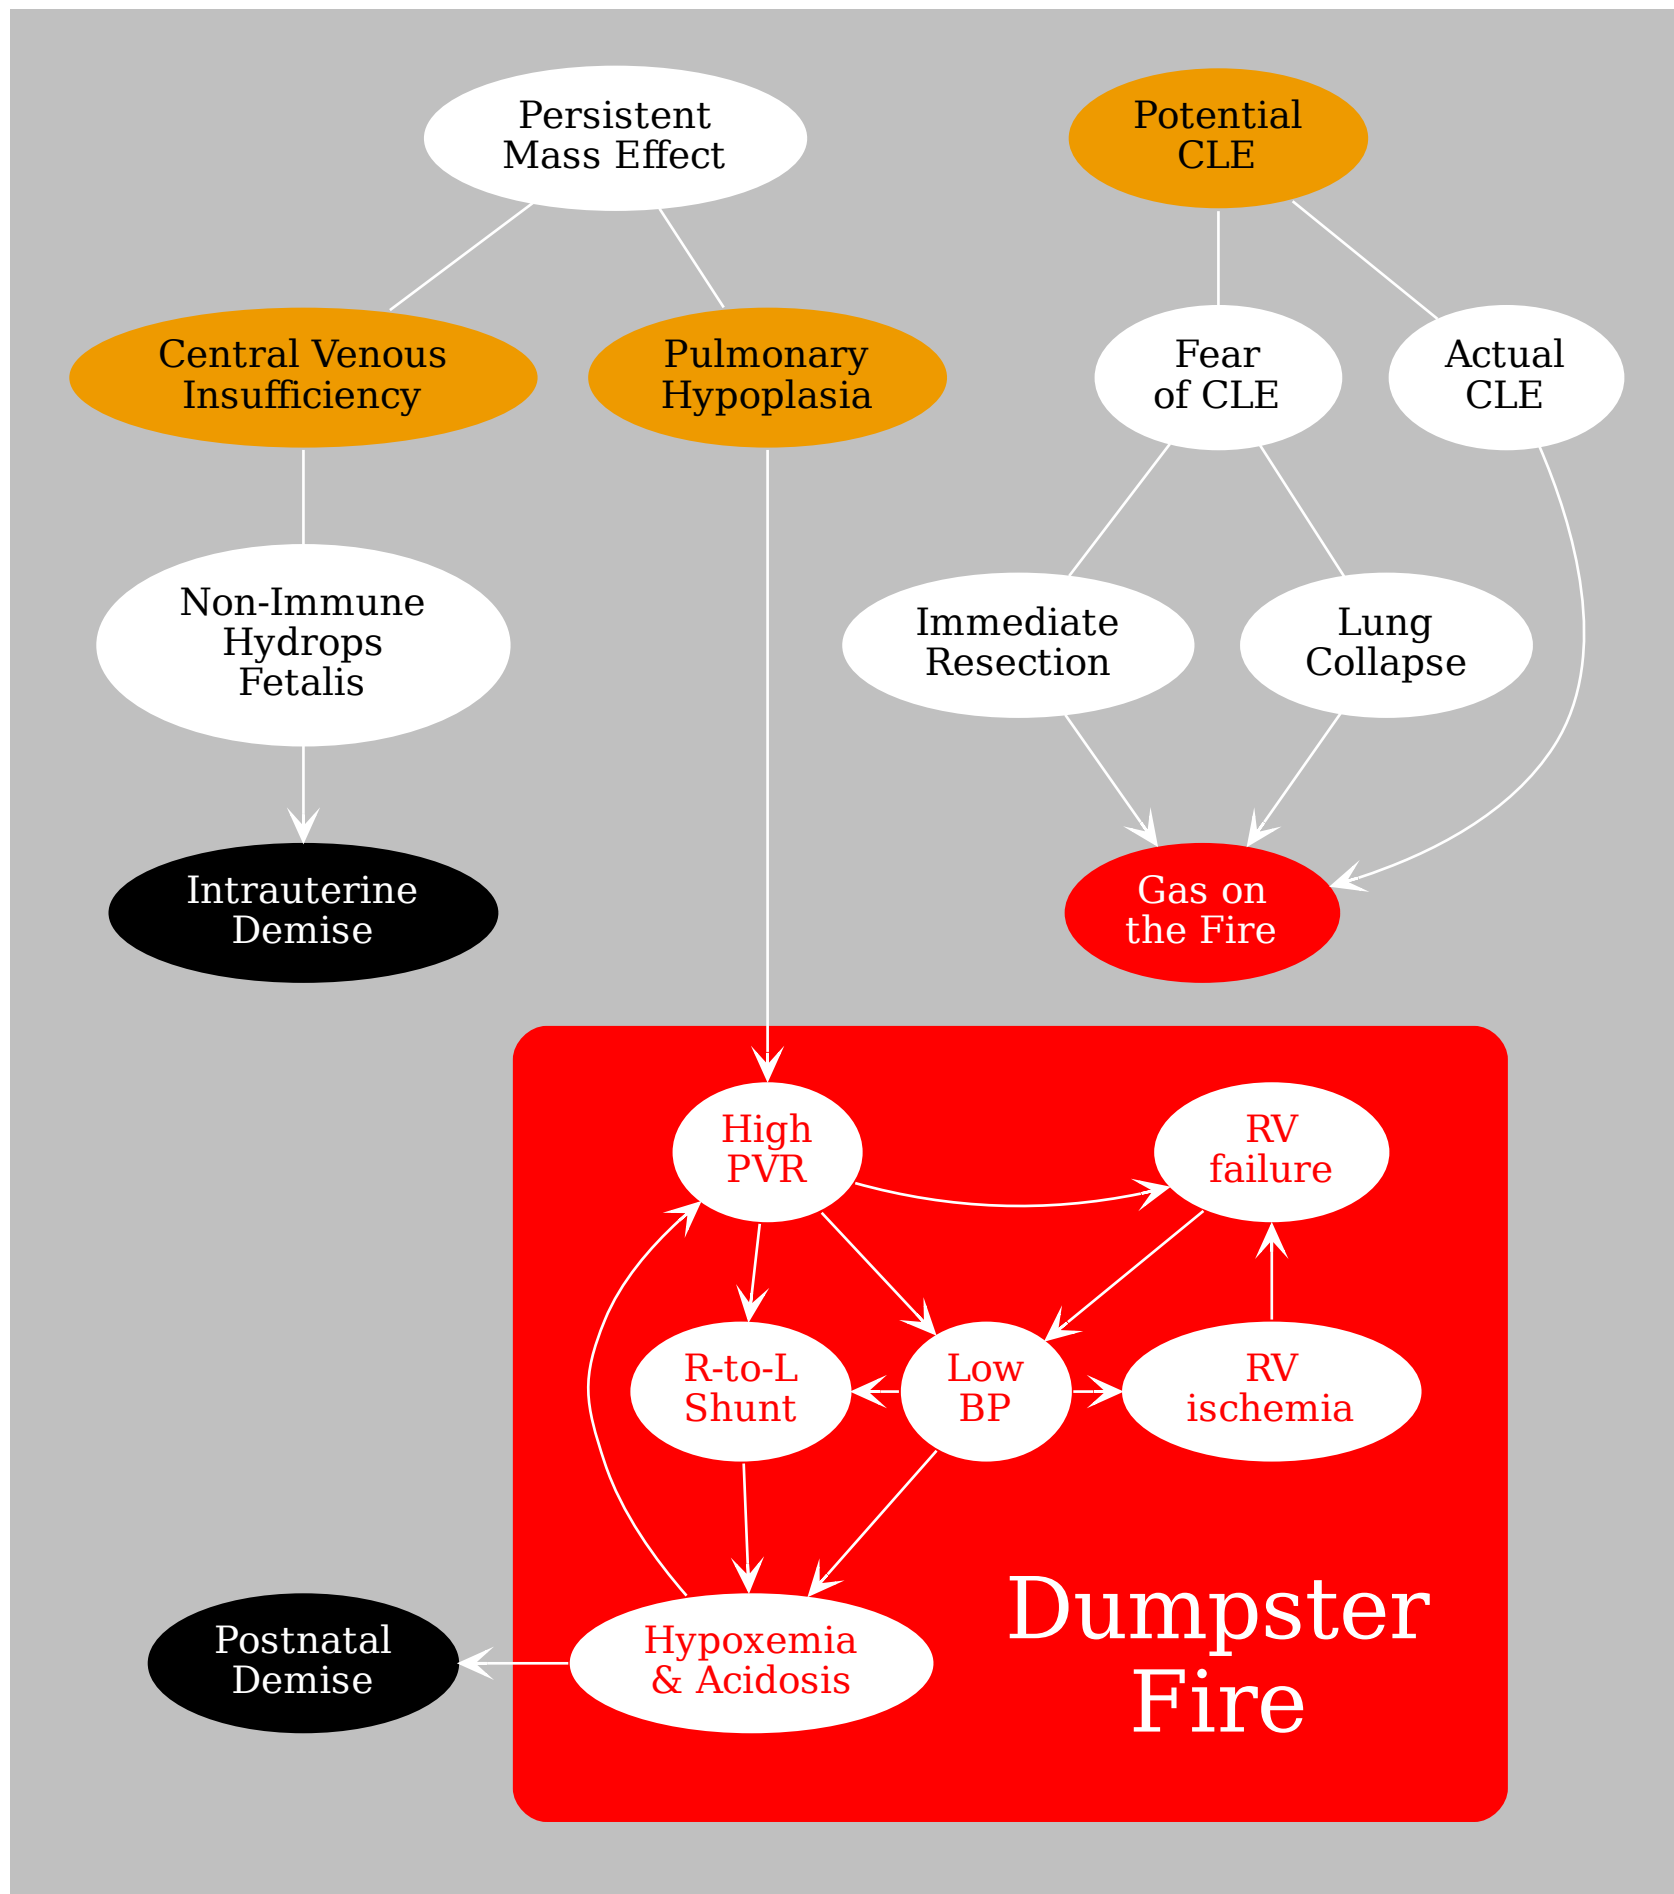 Persistent
Mass Effect
Potential
CLE
Central Venous
Insufficiency
Pulmonary
Hypoplasia
Fear
of CLE
Actual
CLE
Non-Immune
Hydrops
Fetalis
Immediate
Resection
Lung
Collapse
Intrauterine
Demise
Gas on
the Fire
High
PVR
RV
failure
R-to-L
Shunt
Low
BP
RV
ischemia
Postnatal
Demise
Hypoxemia
& Acidosis
Dumpster
Fire